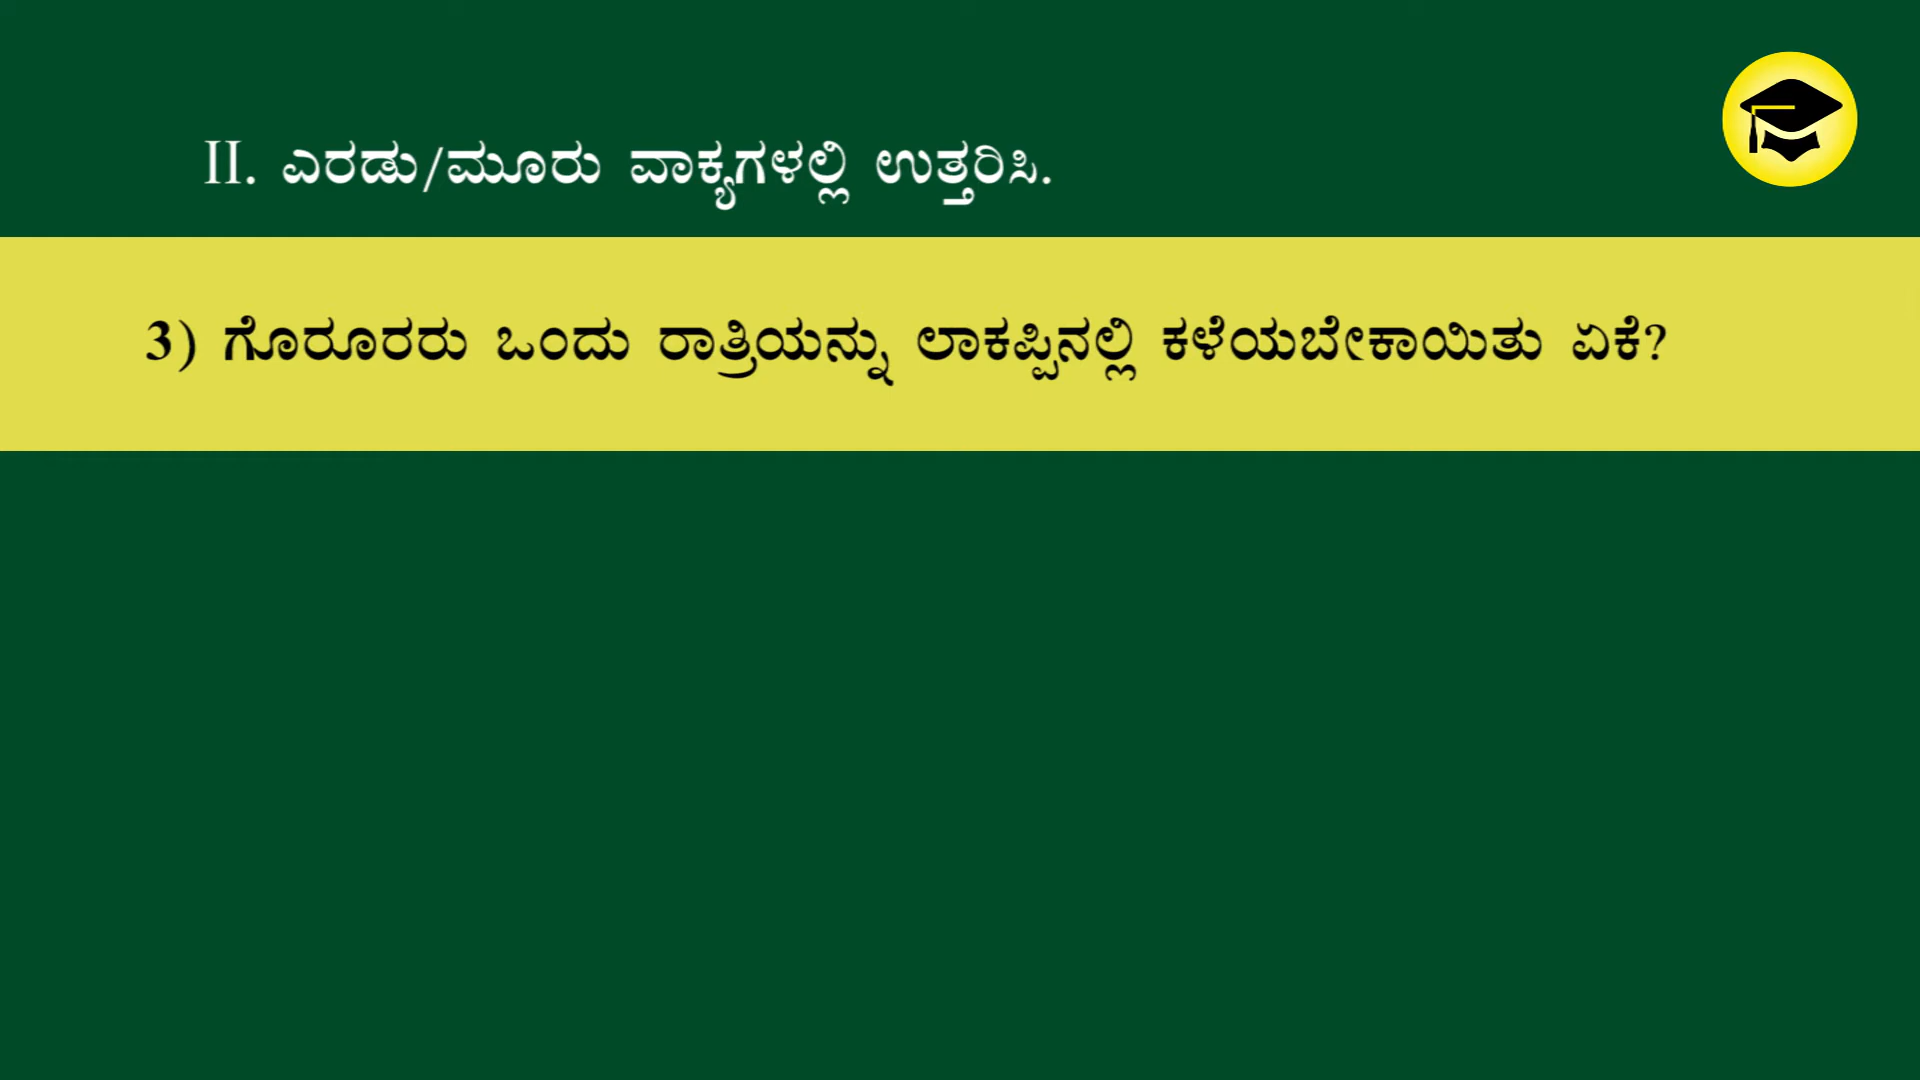 II. ಎರಡು/ಮೂರು ವಾಕ್ಯಗಳಲ್ಲಿ ಉತ್ತರಿಸಿ.
3) ಗೊರೂರರು ಒಂದು ರಾತ್ರಿಯನ್ನು ಲಾಕಪ್ಪಿನಲ್ಲಿ ಕಳೆಯಬೇಕಾಯಿತು ಏಕೆ?